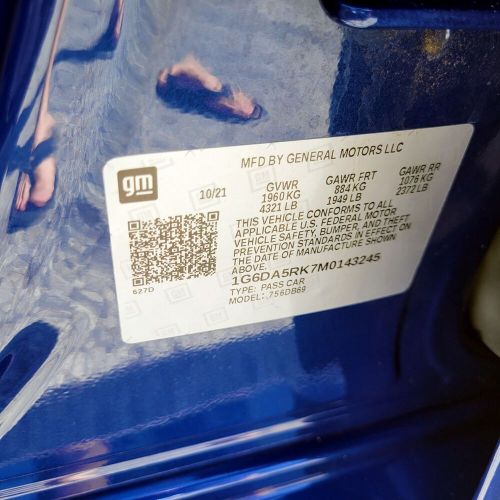 MFD BY GENERAL MOTORS LLC
gm
10/21
GVWR
1960 KG
4321 LB
GAWR FRT
884 KG
1949 LB
GAWR RR
1076 KG
2372 LB
THIS VEHICLE CONFORMS TO ALL
APPLICABLE U.S. FEDERAL MOTOR
VEHICLE SAFETY, BUMPER, AND THEFT
PREVENTION STANDARDS IN EFFECT ON
THE DATE OF MANUFACTURE SHOWN
ABOVE.
1G6DA5RK7M0143245
TYPE: PASS CAR
MODEL: 756DB69
627D